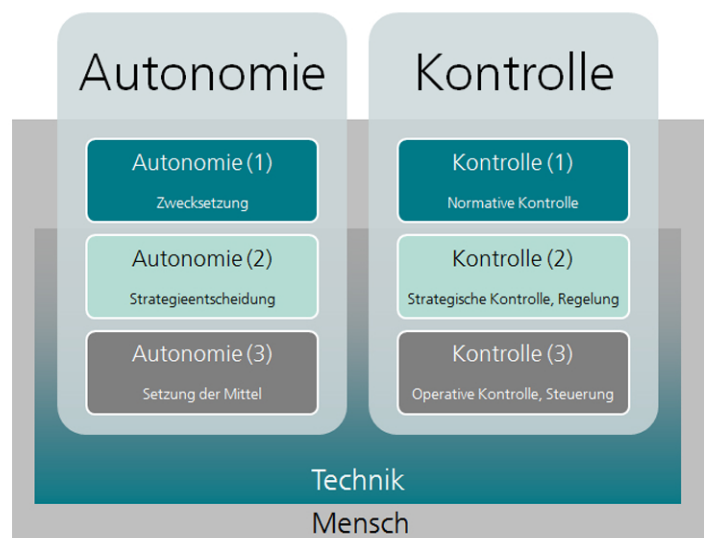 Autonomie
Kontrolle
Autonomie (1)
Zwecksetzung
Kontrolle (1)
Normative Kontrolle
Autonomie (2)
Strategieentscheidung
Kontrolle (2)
Strategische Kontrolle, Regelung
Autonomie (3)
Setzung der Mittel
Kontrolle (3)
Operative Kontrolle, Steuerung
Technik
Mensch